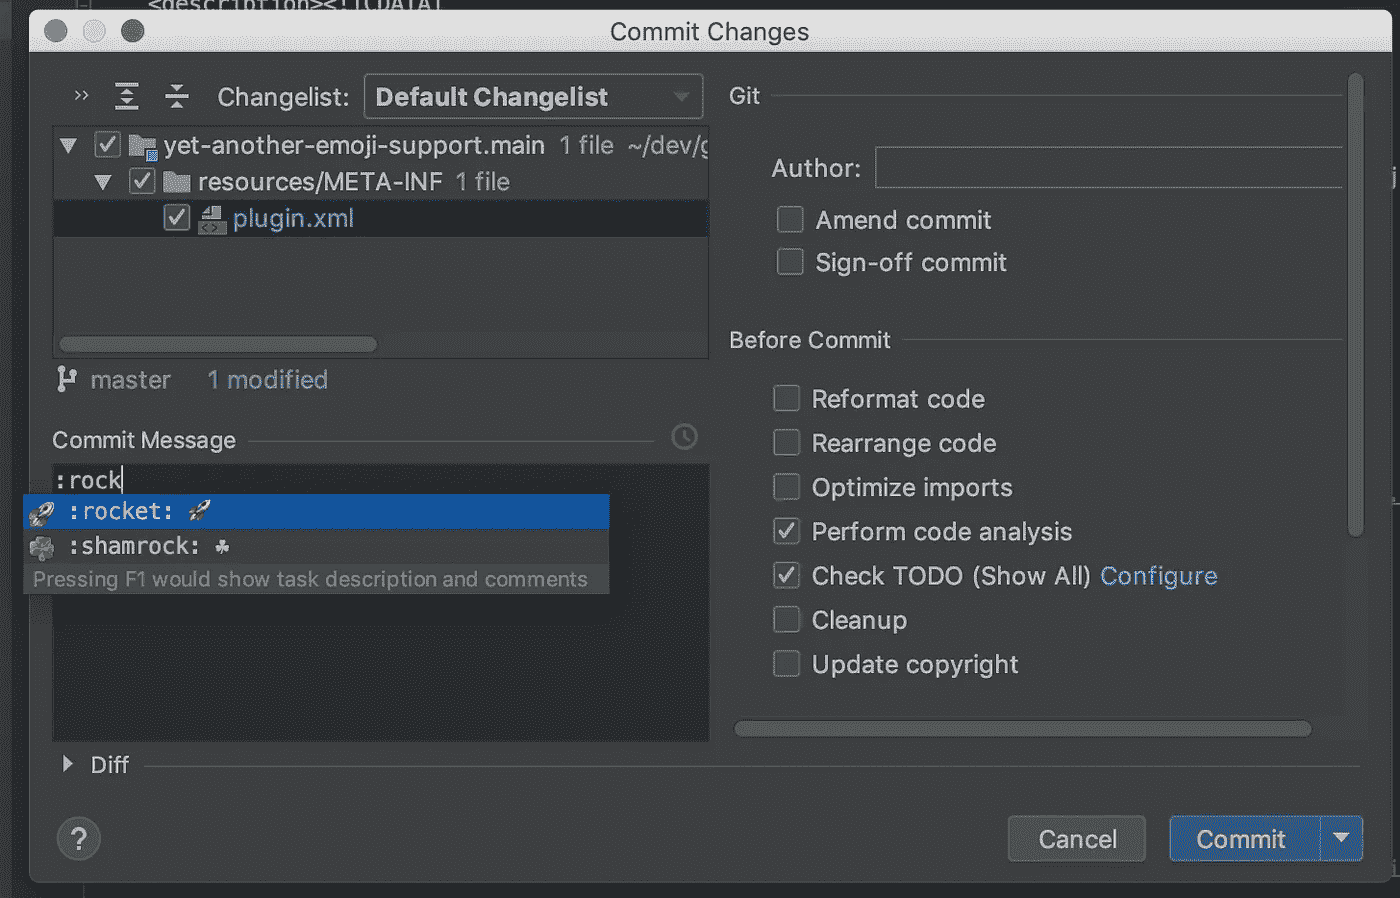 <description><![CDATA[
Commit Changes
Changelist: Default Changelist
yet-another-emoji-support.main 1 file ~/dev/g
resources/META-INF 1 file
plugin.xml
master 1 modified
Commit Message
:rock
:rocket: 🚀
:shamrock: ☘
Pressing F1 would show task description and comments
Diff
?
Git
Author:
Amend commit
Sign-off commit
Before Commit
Reformat code
Rearrange code
Optimize imports
Perform code analysis
Check TODO (Show All) Configure
Cleanup
Update copyright
Cancel
Commit